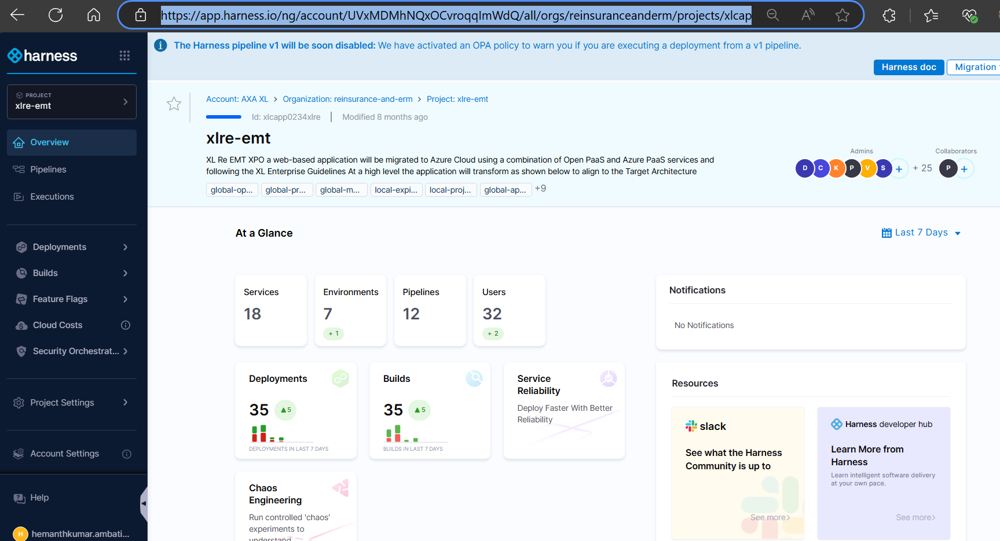 https://app.harness.io/ng/account/UVxMDMhNQxOCvroqqImWdQ/all/orgs/reinsuranceanderm/projects/xlcap
harness
PROJECT
xlre-emt
Overview
Pipelines
Executions
Deployments
Builds
Feature Flags
Cloud Costs
Security Orchestrat...
Project Settings
Account Settings
Help
H hemanthkumar.ambati...
The Harness pipeline v1 will be soon disabled: We have activated an OPA policy to warn you if you are executing a deployment from a v1 pipeline.
Harness doc
Migration
Account: AXA XL > Organization: reinsurance-and-erm > Project: xlre-emt
Id: xlcapp0234xlre | Modified 8 months ago
xlre-emt
XL Re EMT XPO a web-based application will be migrated to Azure Cloud using a combination of Open PaaS and Azure PaaS services and
following the XL Enterprise Guidelines At a high level the application will transform as shown below to align to the Target Architecture
global-op... global-pr... global-m... local-expi... local-proj... global-ap... +9
Admins
D C K P V S + + 25
Collaborators
P +
At a Glance
Last 7 Days
Services
18
Environments
7
+ 1
Pipelines
12
Users
32
+ 2
Notifications
No Notifications
Deployments
35 ▲5
DEPLOYMENTS IN LAST 7 DAYS
Builds
35 ▲5
BUILDS IN LAST 7 DAYS
Service
Reliability
Deploy Faster With Better
Reliability
Chaos
Engineering
Run controlled 'chaos'
experiments to
understand
Resources
slack
See what the Harness
Community is up to
See more>
Harness developer hub
Learn More from
Harness
Learn intelligent software delivery
at your own pace.
See more>